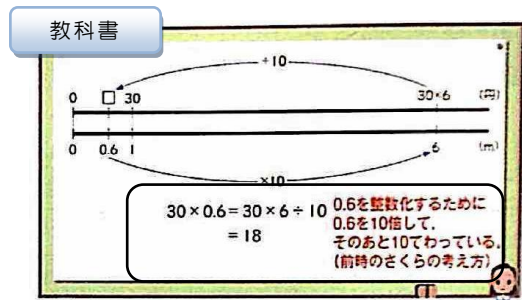 教科書
÷10
0 □ 30 30×6 (円)
0 0.6 1 6 (m)
×10
30×0.6=30×6÷10
=18
0.6を整数化するために
0.6を10倍して,
そのあと10でわっている。
(前時のさくらの考え方)